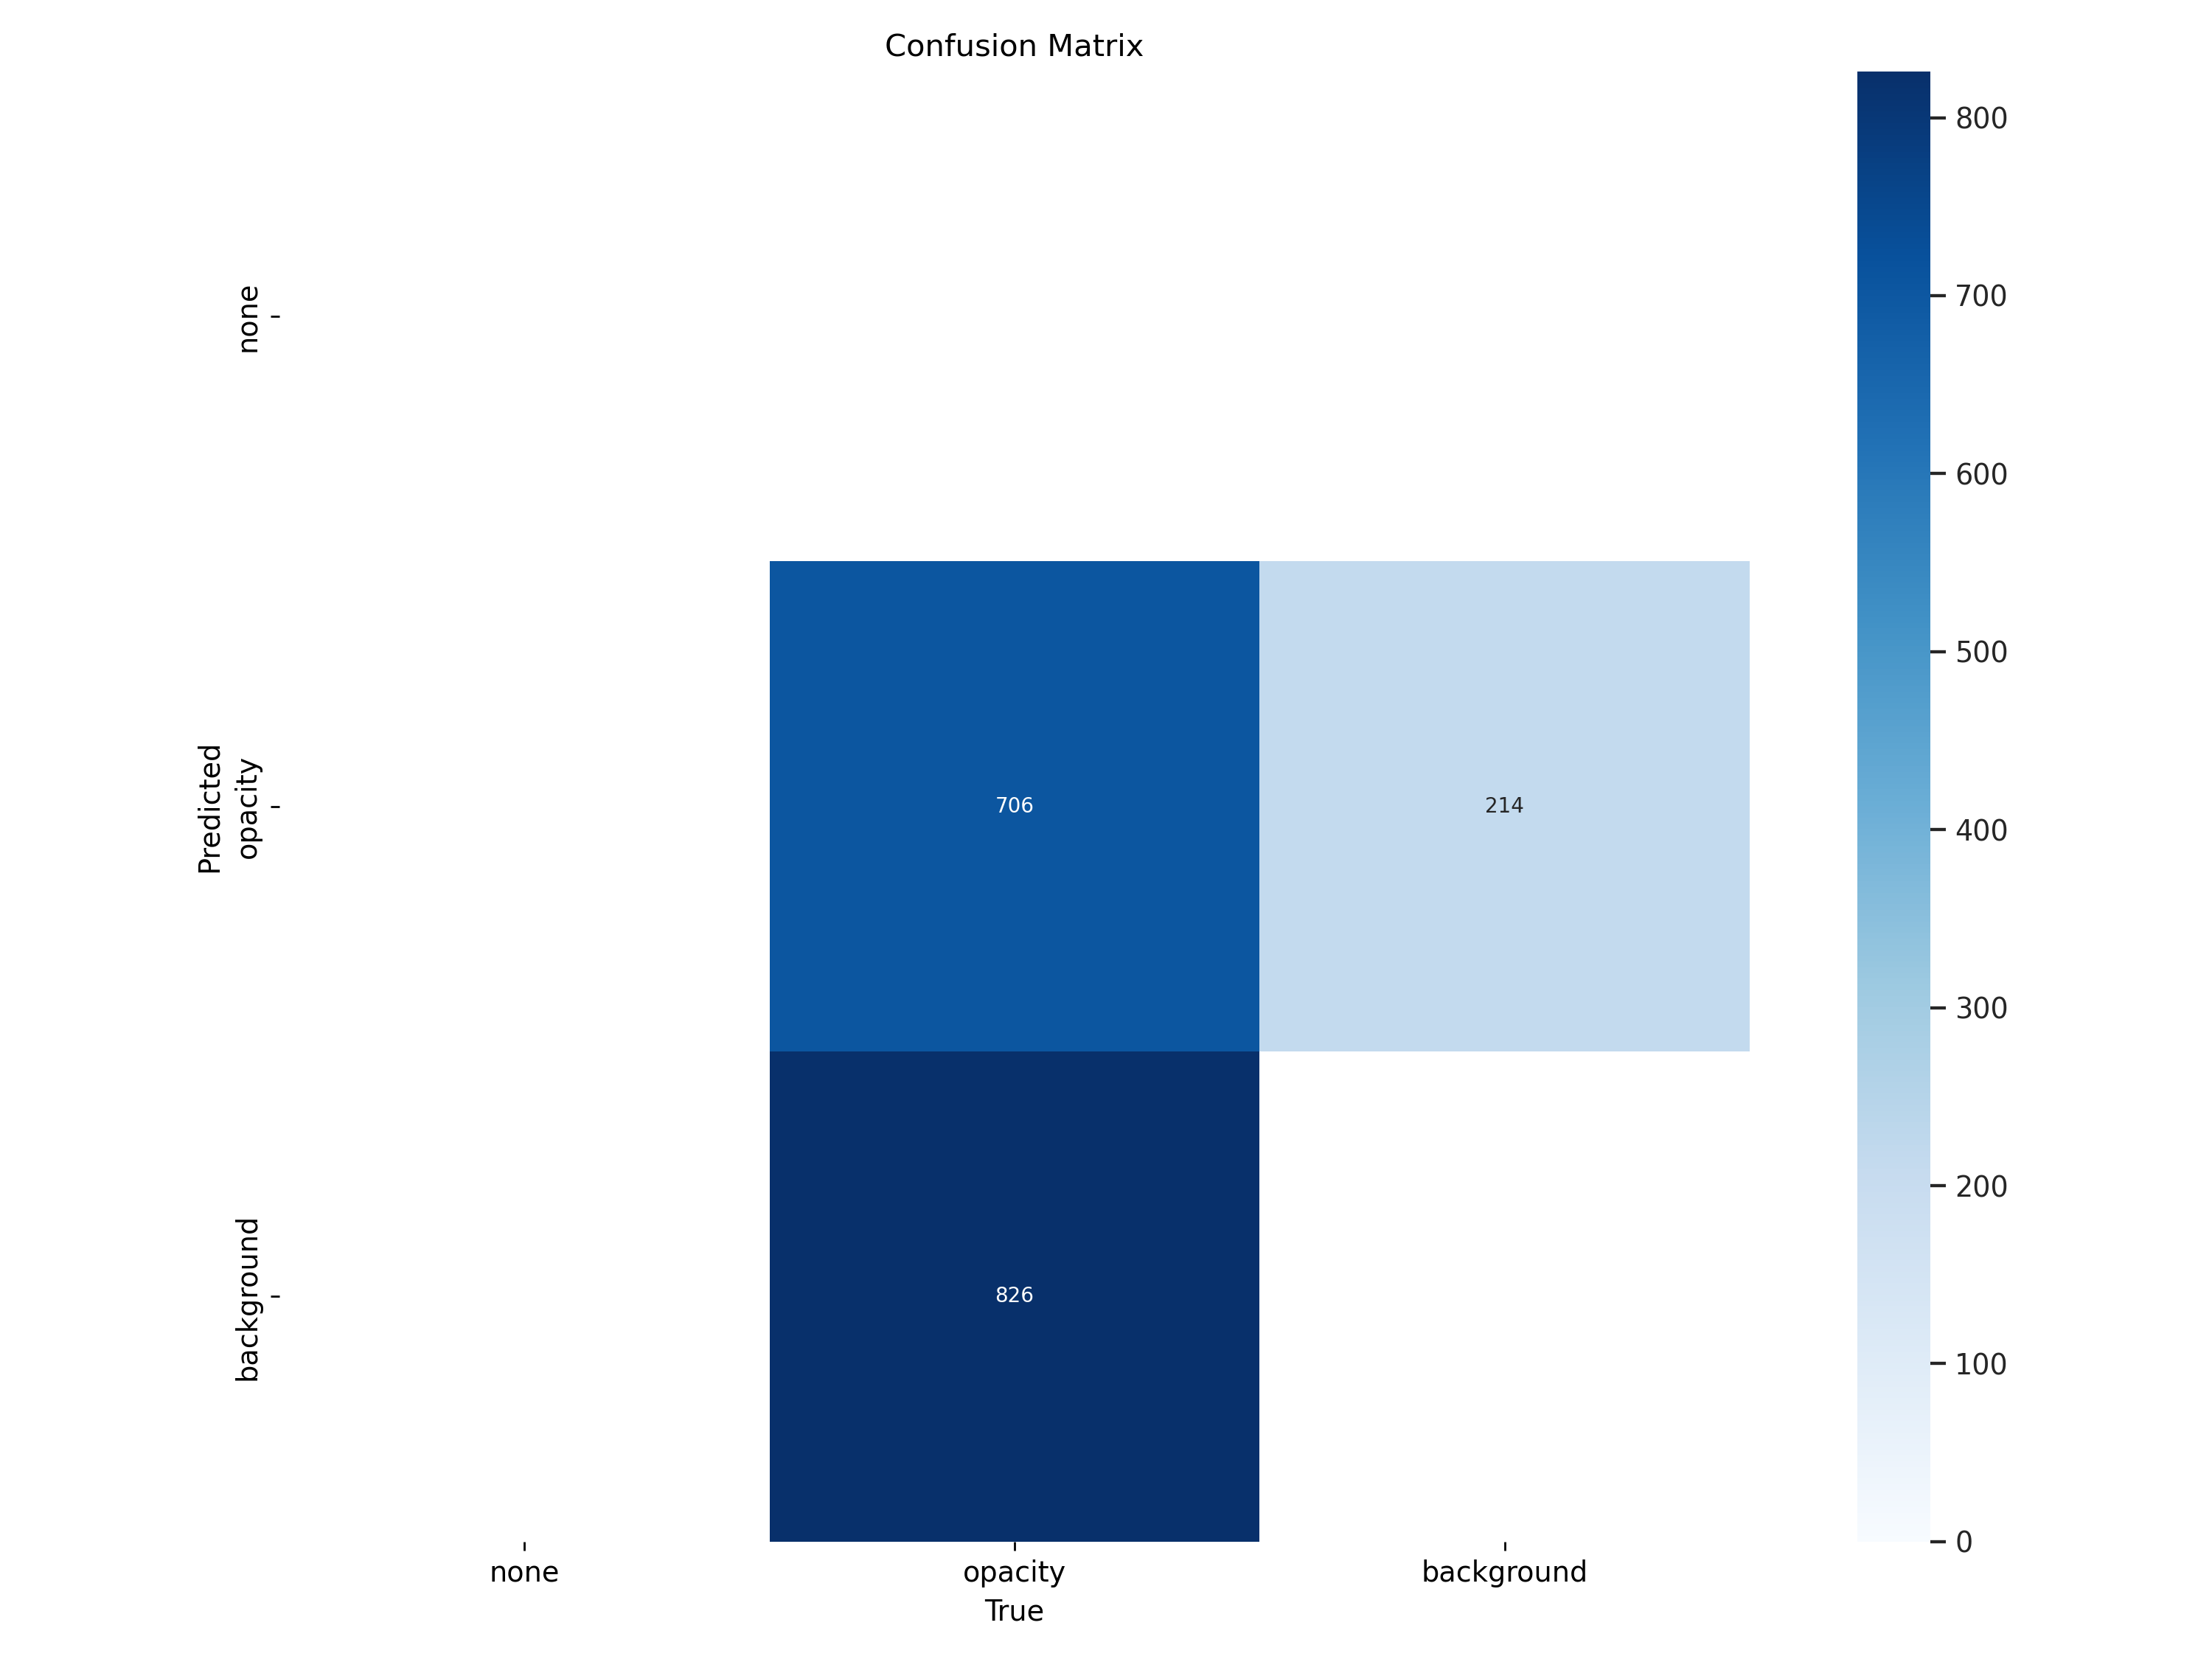 Confusion Matrix
none
Predicted
opacity
background
706
214
826
none
opacity
background
True
800
700
600
500
400
300
200
100
0